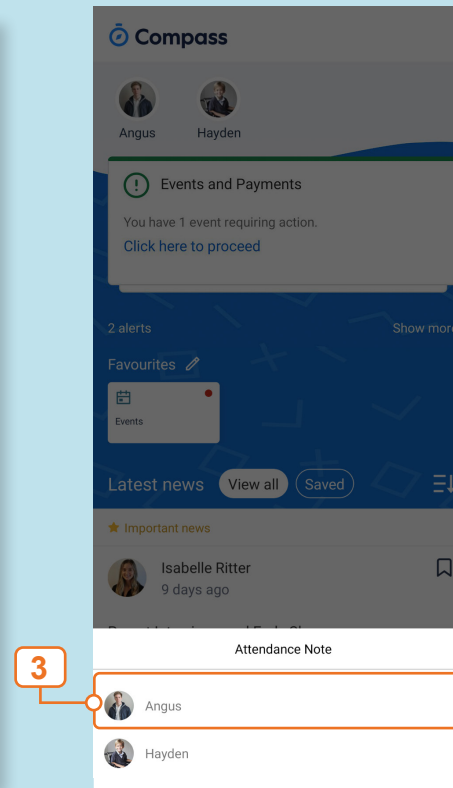 Compass
Angus Hayden
Events and Payments
You have 1 event requiring action.
Click here to proceed
2 alerts Show more
Favourites
Events
Latest news View all Saved
Important news
Isabelle Ritter
9 days ago
Attendance Note
3
Angus
Hayden